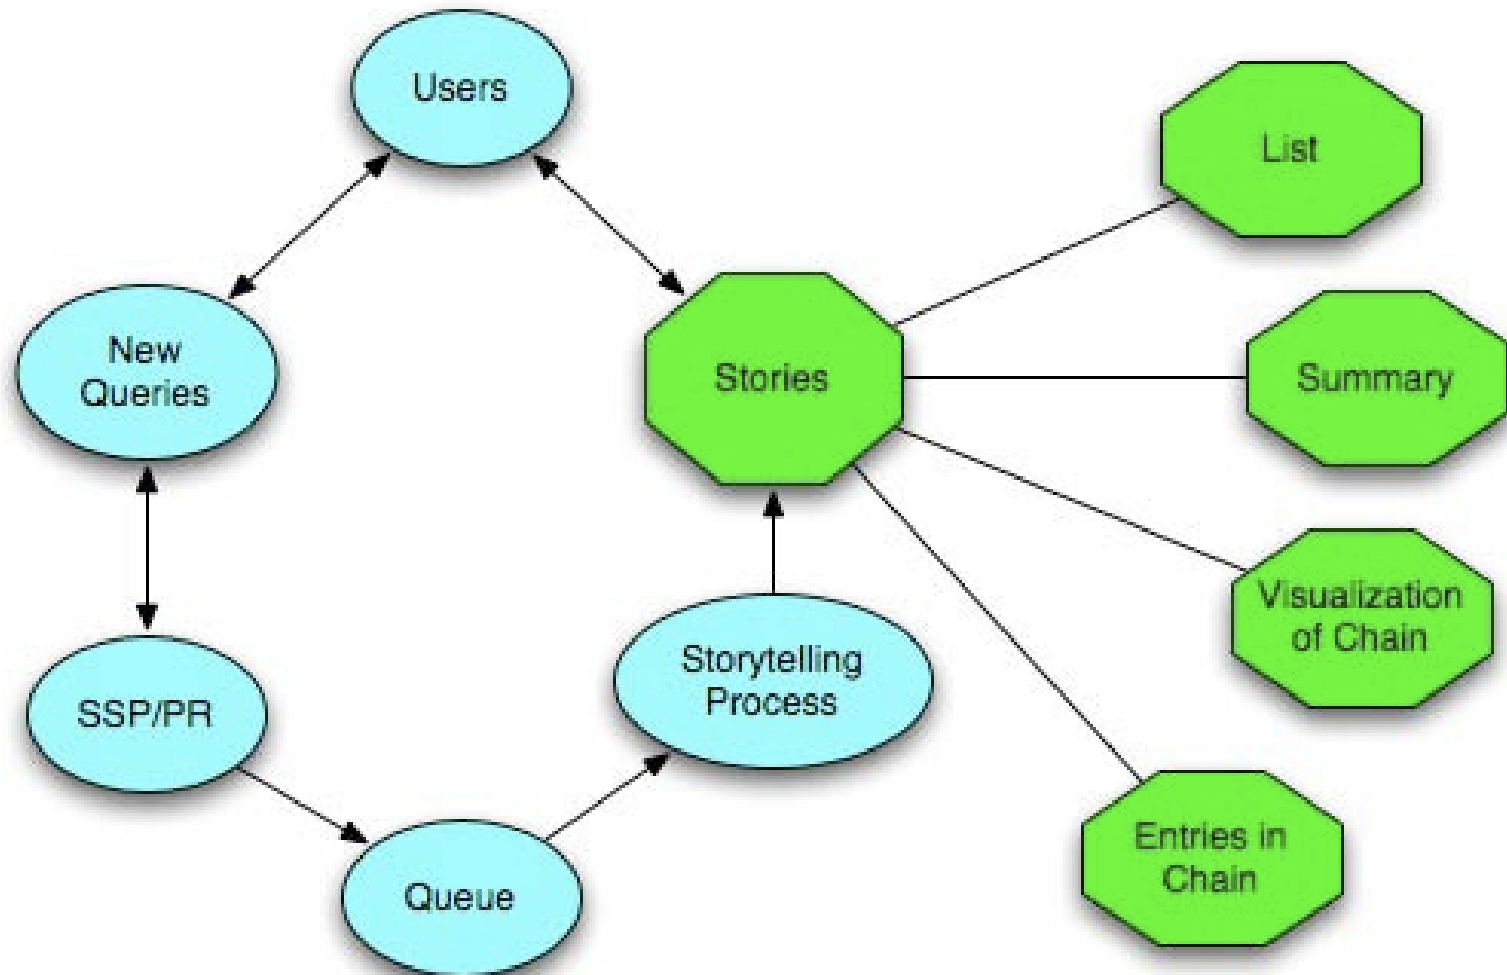 Users
List
New
Queries
Stories
Summary
Visualization
of Chain
Storytelling
Process
SSP/PR
Entries in
Chain
Queue